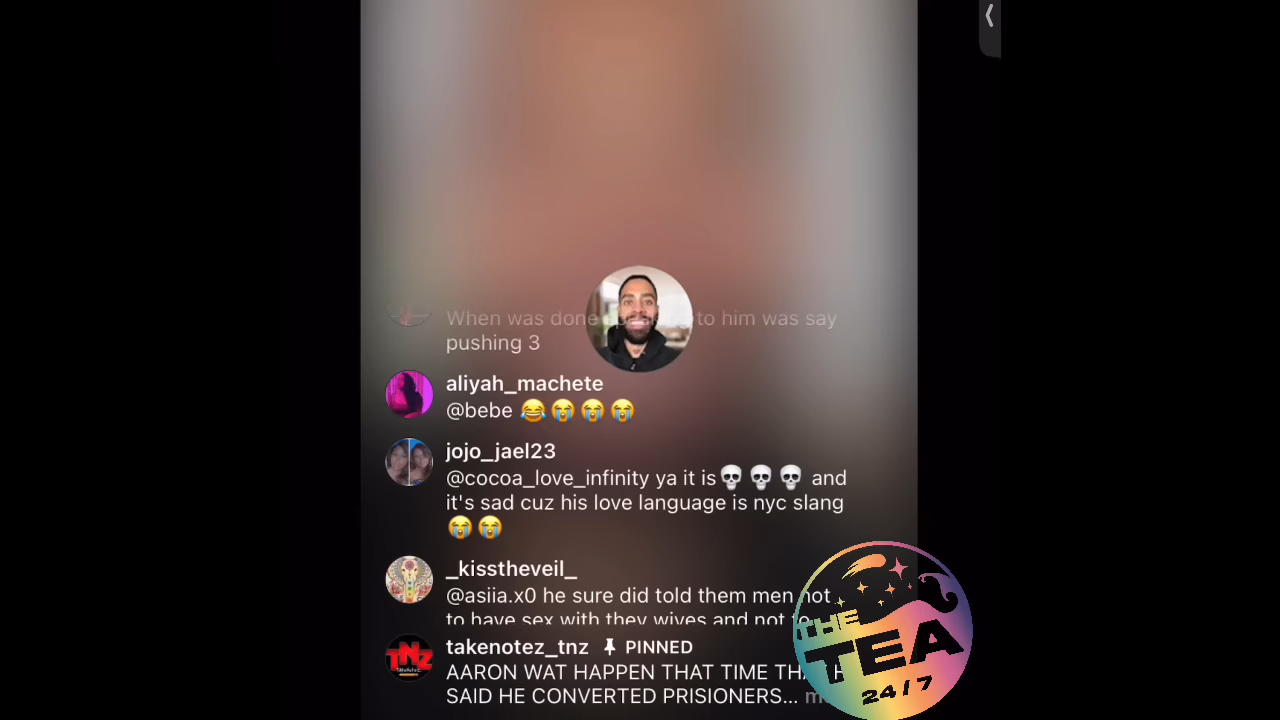 When was done to him was say
pushing 3
aliyah_machete
@bebe 😂😭😭😭
jojo_jael23
@cocoa_love_infinity ya it is💀💀💀 and
it's sad cuz his love language is nyc slang
😭😭
_kisstheveil_
@asiia.x0 he sure did told them men not
to have sex with they wives and not to
takenotez_tnz PINNED
AARON WAT HAPPEN THAT TIME
SAID HE CONVERTED PRISIONERS...
THE
TEA
24/7
TNZ